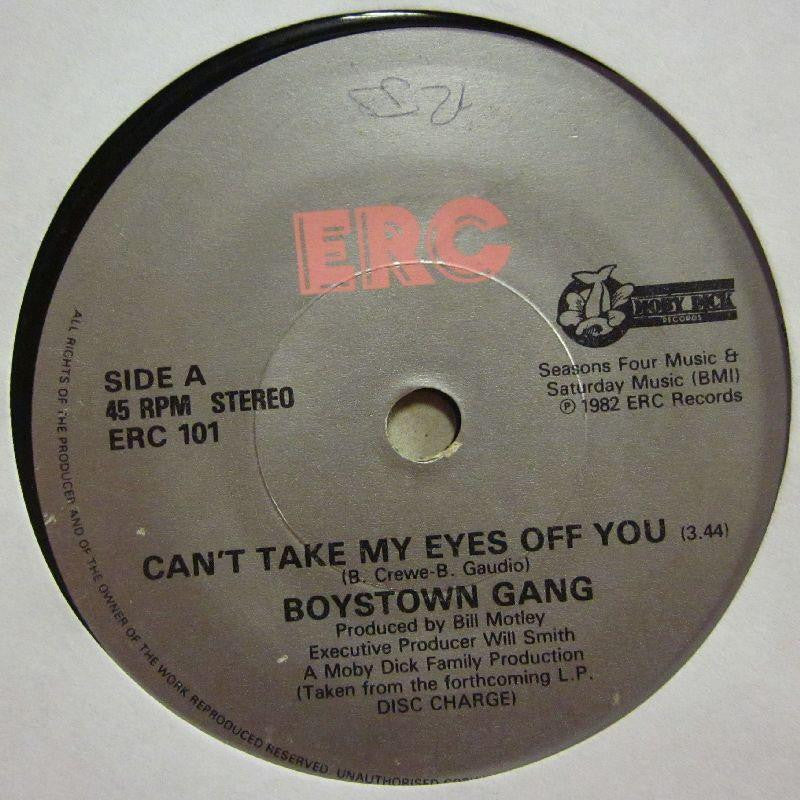 ERC
MOBY DICK
RECORDS
SIDE A
45 RPM STEREO
ERC 101
Seasons Four Music &
Saturday Music (BMI)
℗ 1982 ERC Records
CAN'T TAKE MY EYES OFF YOU (3.44)
(B. Crewe-B. Gaudio)
BOYSTOWN GANG
Produced by Bill Motley
Executive Producer Will Smith
A Moby Dick Family Production
(Taken from the forthcoming L.P.
DISC CHARGE)
ALL RIGHTS OF THE PRODUCER AND OF THE OWNER OF THE WORK REPRODUCED RESERVED. UNAUTHORISED